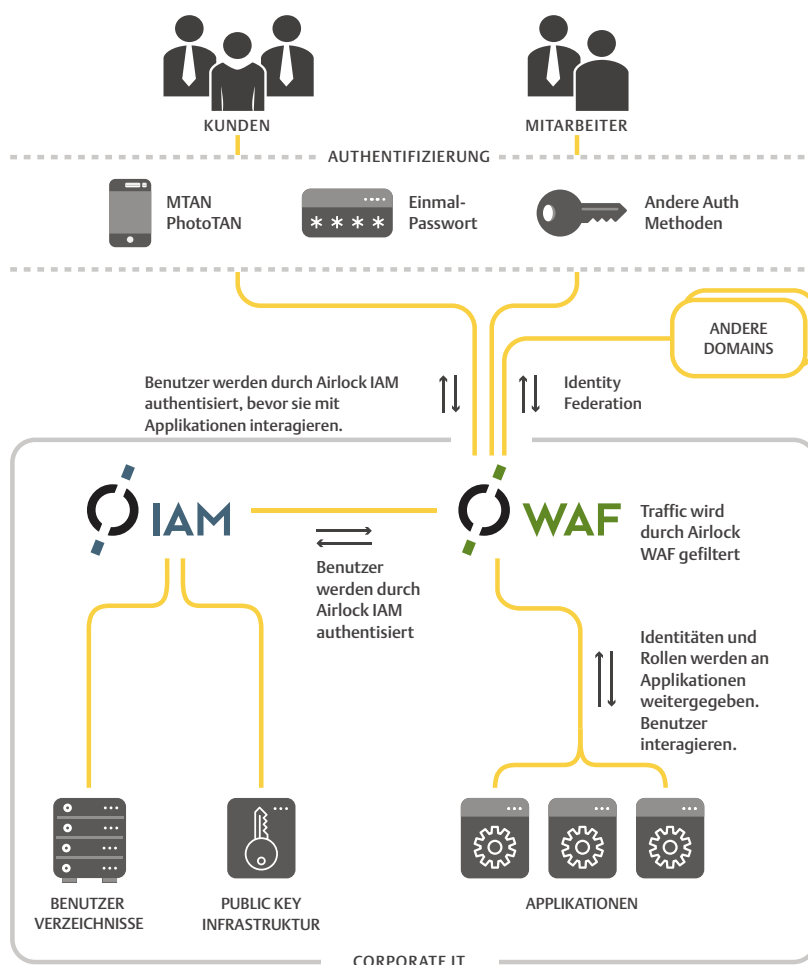 KUNDEN
MITARBEITER
AUTHENTIFIZIERUNG
MTAN
PhotoTAN
* * * *
Einmal-
Passwort
Andere Auth
Methoden
ANDERE
DOMAINS
Benutzer werden durch Airlock IAM
authentisiert, bevor sie mit
Applikationen interagieren.
Identity
Federation
IAM
WAF
Traffic wird
durch Airlock
WAF gefiltert
Benutzer
werden durch
Airlock IAM
authentisiert
Identitäten und
Rollen werden an
Applikationen
weitergegeben.
Benutzer
interagieren.
BENUTZER
VERZEICHNISSE
PUBLIC KEY
INFRASTRUKTUR
APPLIKATIONEN
CORPORATE IT